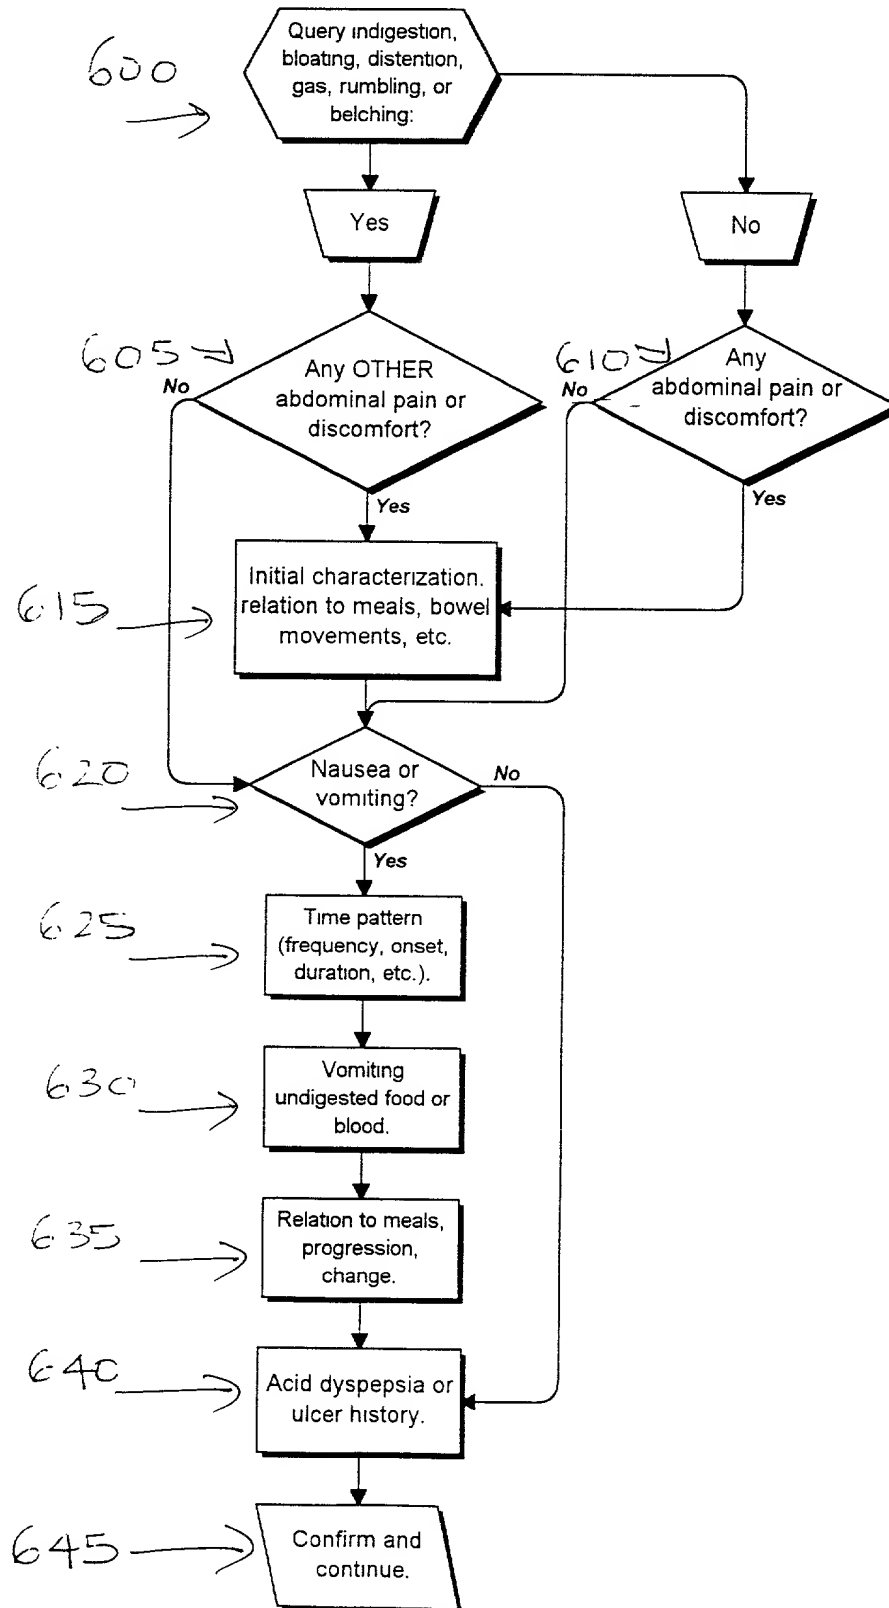 600
Query indigestion,
bloating, distention,
gas, rumbling, or
belching:
Yes
No
605
Any OTHER
abdominal pain or
discomfort?
No
Yes
610
Any
abdominal pain or
discomfort?
No
Yes
615
Initial characterization.
relation to meals, bowel
movements, etc.
620
Nausea or
vomiting?
No
Yes
625
Time pattern
(frequency, onset,
duration, etc.).
630
Vomiting
undigested food or
blood.
635
Relation to meals,
progression,
change.
640
Acid dyspepsia or
ulcer history.
645
Confirm and
continue.